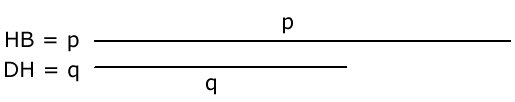 p
HB = p
DH = q
q